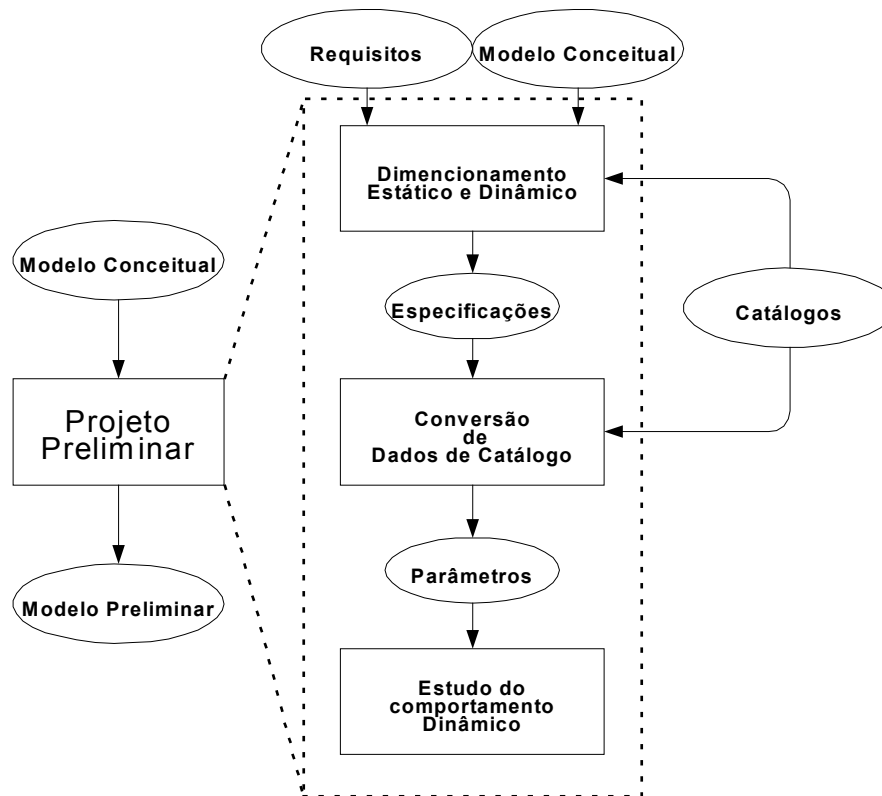 Requisitos
Modelo Conceitual
Dimencionamento
Estático e Dinâmico
Modelo Conceitual
Especificações
Catálogos
Projeto
Preliminar
Conversão
de
Dados de Catálogo
Parâmetros
Modelo Preliminar
Estudo do
comportamento
Dinâmico